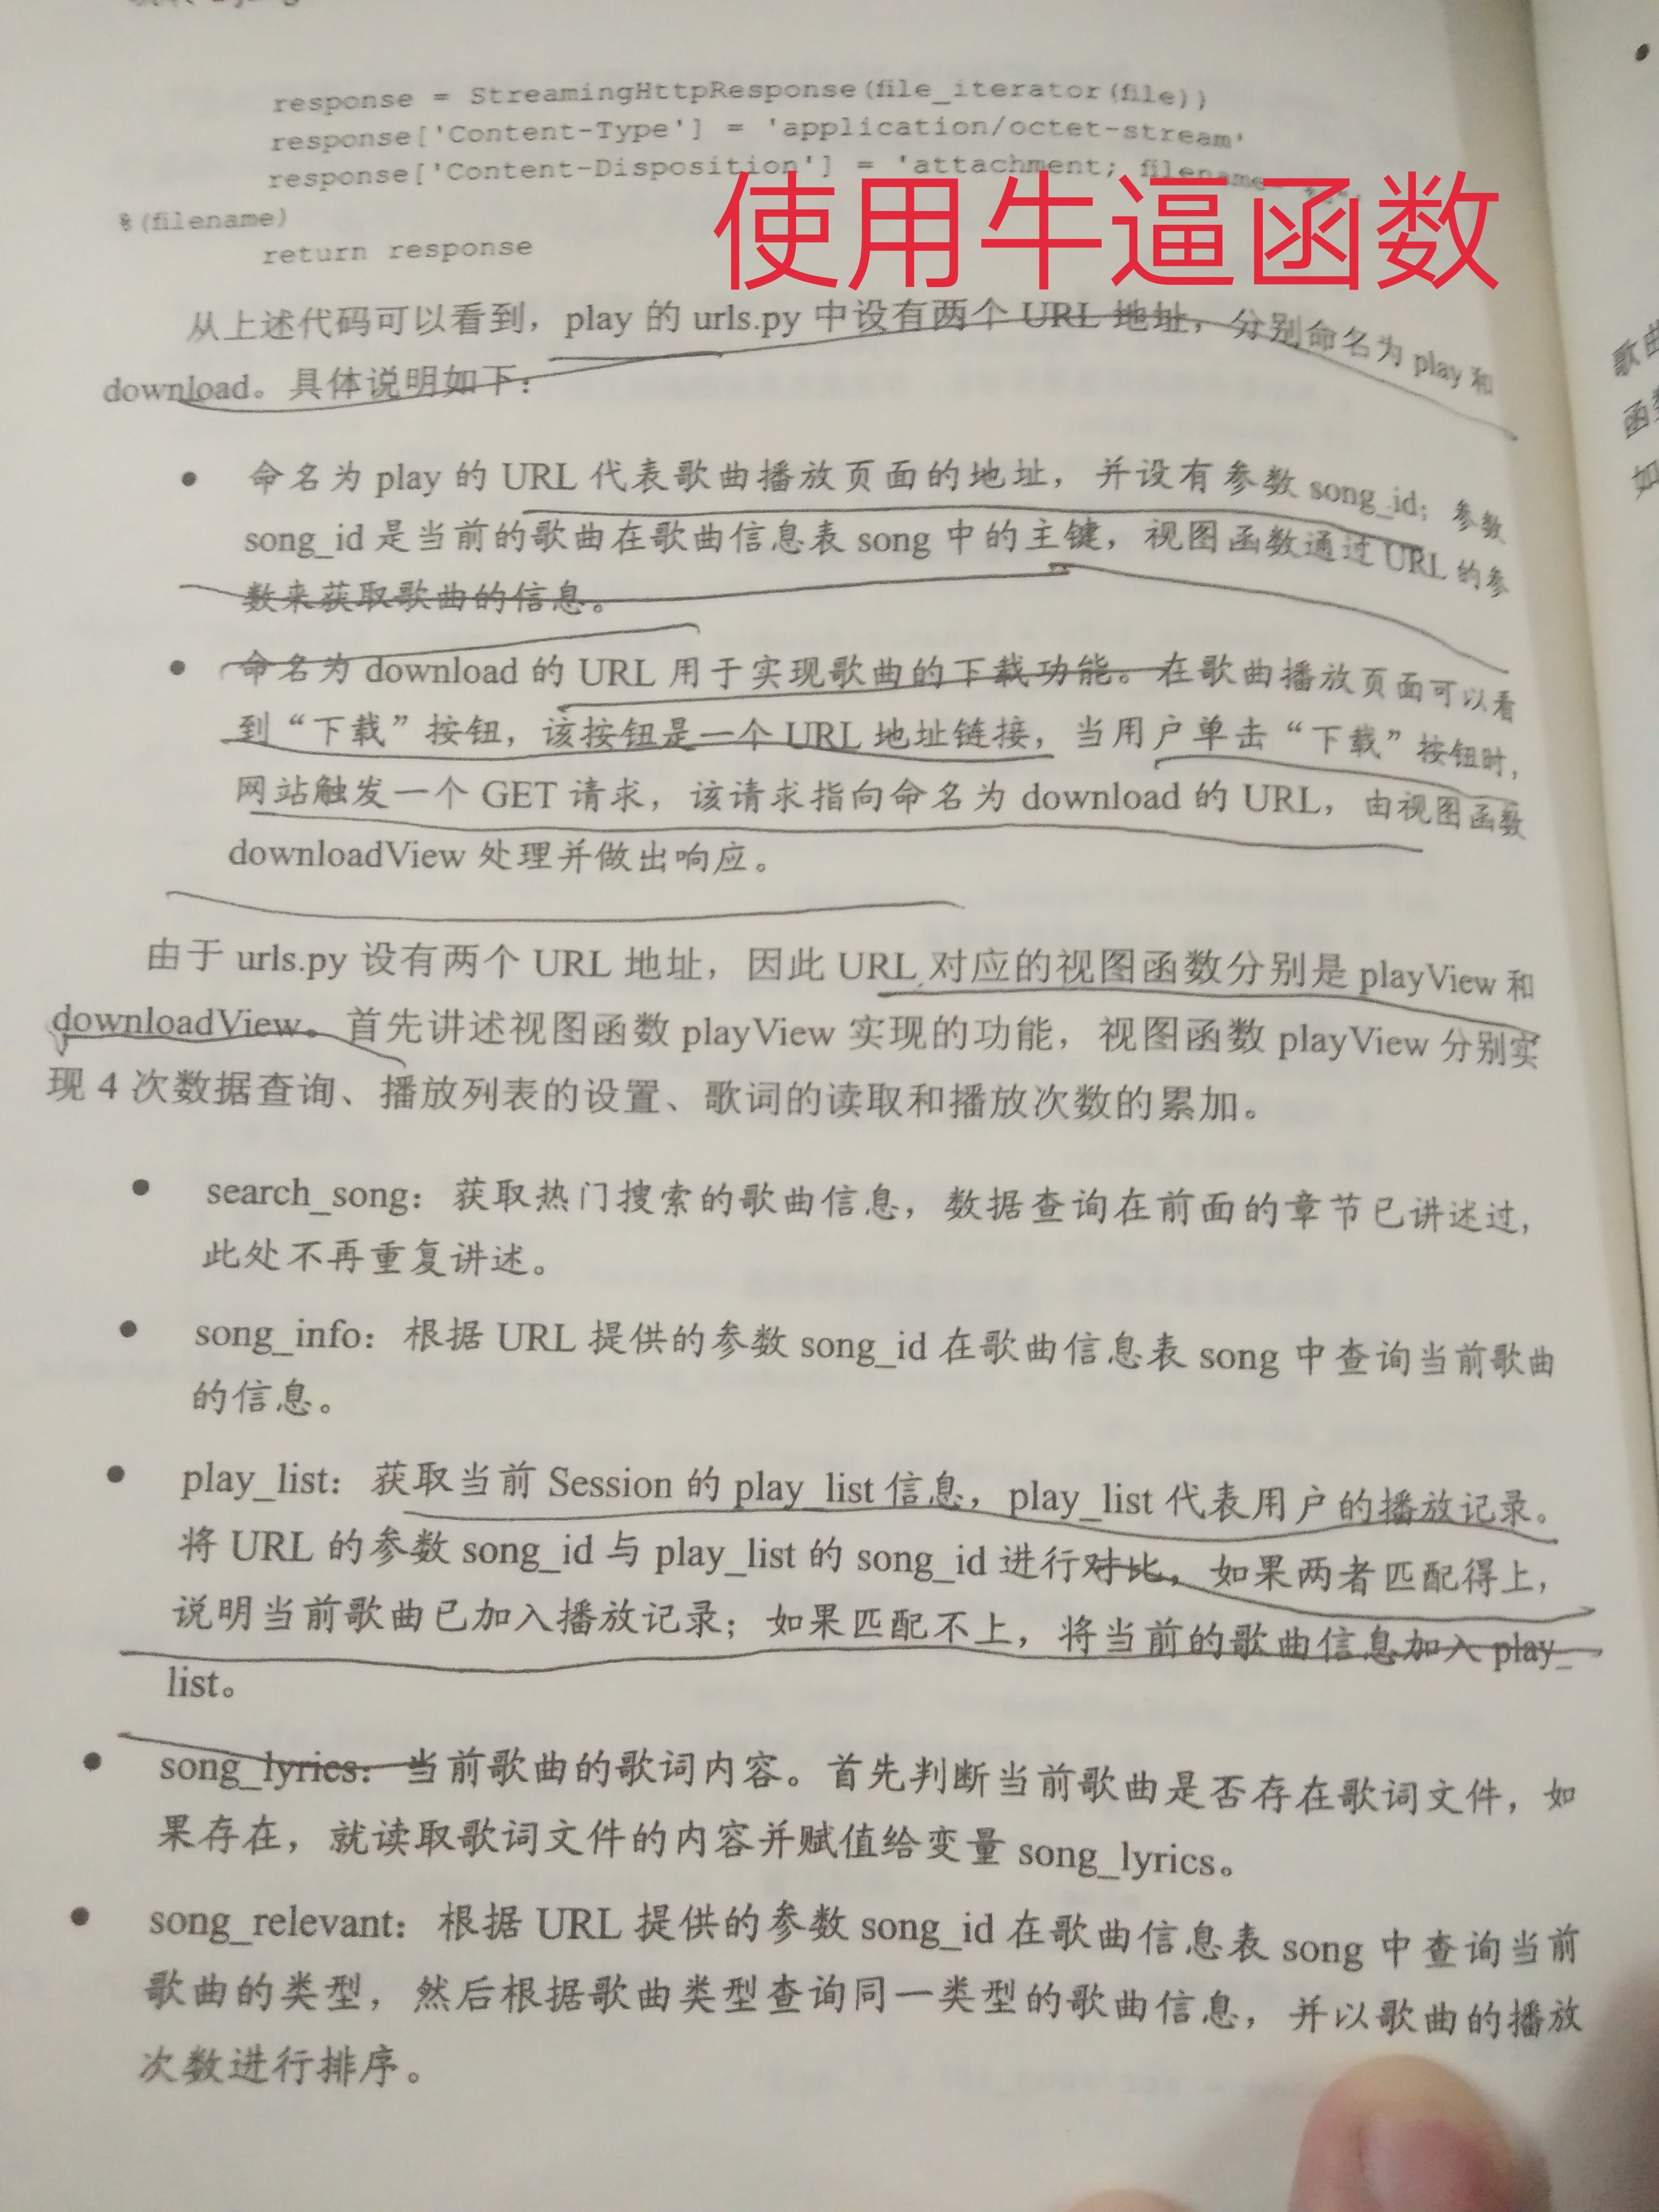 response = StreamingHttpResponse(file_iterator(file))
response['Content-Type'] = 'application/octet-stream'
response['Content-Disposition'] = 'attachment; filename=
%(filename)
return response
使用牛逼函数
从上述代码可以看到，play 的 urls.py 中设有两个 URL 地址，分别命名为 play 和
download。具体说明如下：
● 命名为 play 的 URL 代表歌曲播放页面的地址，并设有参数 song_id；参数
song_id 是当前的歌曲在歌曲信息表 song 中的主键，视图函数通过 URL 的参
数来获取歌曲的信息。
● 命名为 download 的 URL 用于实现歌曲的下载功能。在歌曲播放页面可以看
到“下载”按钮，该按钮是一个 URL 地址链接，当用户单击“下载”按钮时，
网站触发一个 GET 请求，该请求指向命名为 download 的 URL，由视图函数
downloadView 处理并做出响应。
由于 urls.py 设有两个 URL 地址，因此 URL 对应的视图函数分别是 playView 和
downloadView。首先讲述视图函数 playView 实现的功能，视图函数 playView 分别实
现 4 次数据查询、播放列表的设置、歌词的读取和播放次数的累加。
● search_song：获取热门搜索的歌曲信息，数据查询在前面的章节已讲述过，
此处不再重复讲述。
● song_info：根据 URL 提供的参数 song_id 在歌曲信息表 song 中查询当前歌曲
的信息。
● play_list：获取当前 Session 的 play_list 信息，play_list 代表用户的播放记录。
将 URL 的参数 song_id 与 play_list 的 song_id 进行对比，如果两者匹配得上，
说明当前歌曲已加入播放记录；如果匹配不上，将当前的歌曲信息加入 play_
list。
● song_lyrics：当前歌曲的歌词内容。首先判断当前歌曲是否存在歌词文件，如
果存在，就读取歌词文件的内容并赋值给变量 song_lyrics。
● song_relevant：根据 URL 提供的参数 song_id 在歌曲信息表 song 中查询当前
歌曲的类型，然后根据歌曲类型查询同一类型的歌曲信息，并以歌曲的播放
次数进行排序。
歌曲
函数
如